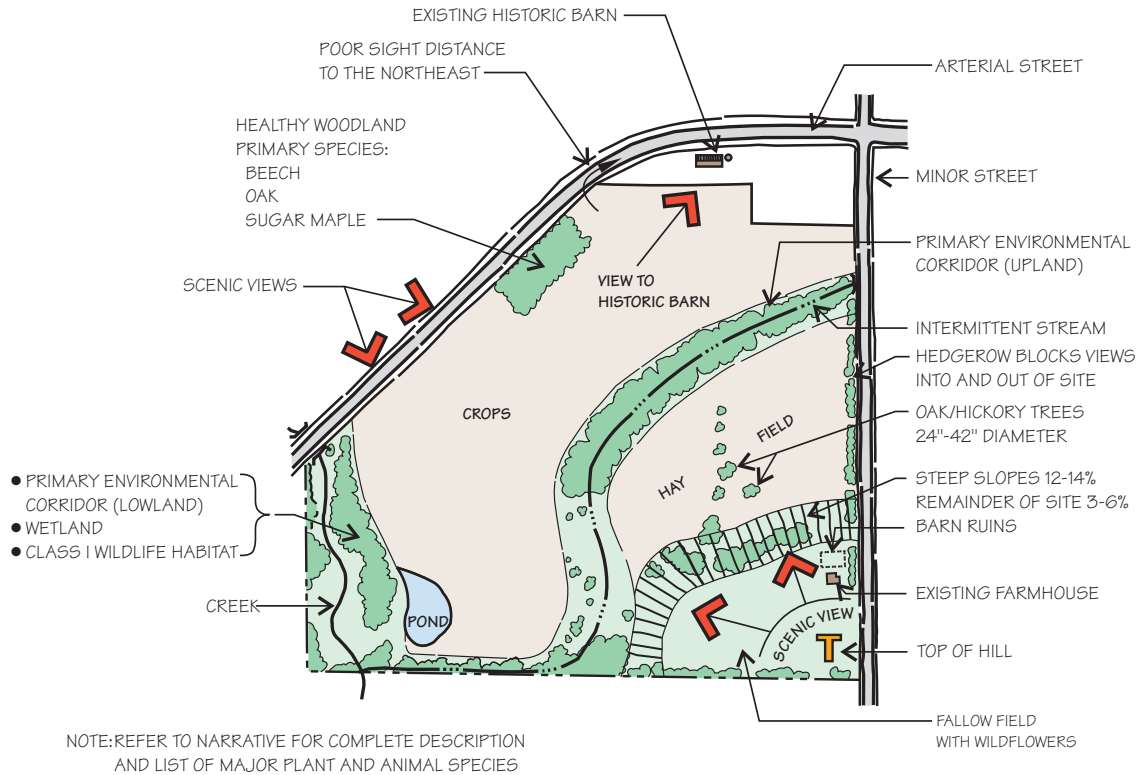 EXISTING HISTORIC BARN
POOR SIGHT DISTANCE
TO THE NORTHEAST
ARTERIAL STREET
HEALTHY WOODLAND
PRIMARY SPECIES:
BEECH
OAK
SUGAR MAPLE
MINOR STREET
PRIMARY ENVIRONMENTAL
CORRIDOR (UPLAND)
SCENIC VIEWS
VIEW TO
HISTORIC BARN
INTERMITTENT STREAM
HEDGEROW BLOCKS VIEWS
INTO AND OUT OF SITE
CROPS
OAK/HICKORY TREES
24"-42" DIAMETER
HAY FIELD
STEEP SLOPES 12-14%
REMAINDER OF SITE 3-6%
BARN RUINS
● PRIMARY ENVIRONMENTAL
CORRIDOR (LOWLAND)
● WETLAND
● CLASS I WILDLIFE HABITAT
EXISTING FARMHOUSE
CREEK
POND
SCENIC VIEW
T
TOP OF HILL
FALLOW FIELD
WITH WILDFLOWERS
NOTE:REFER TO NARRATIVE FOR COMPLETE DESCRIPTION
AND LIST OF MAJOR PLANT AND ANIMAL SPECIES